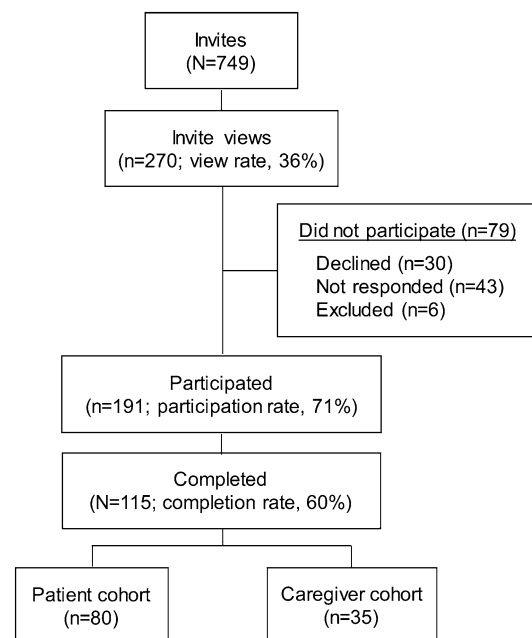 Invites
(N=749)
Invite views
(n=270; view rate, 36%)
Did not participate (n=79)
Declined (n=30)
Not responded (n=43)
Excluded (n=6)
Participated
(n=191; participation rate, 71%)
Completed
(N=115; completion rate, 60%)
Patient cohort
(n=80)
Caregiver cohort
(n=35)